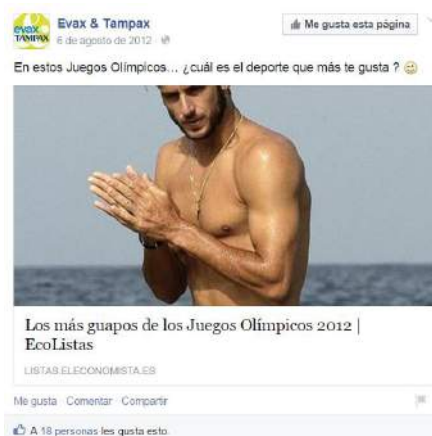 evax
TAMPAX
Evax & Tampax
6 de agosto de 2012
Me gusta esta página
En estos Juegos Olímpicos... ¿cuál es el deporte que más te gusta ?
Los más guapos de los Juegos Olímpicos 2012 |
EcoListas
LISTAS.ELECONOMISTA.ES
Me gusta Comentar Compartir
A 18 personas les gusta esto.